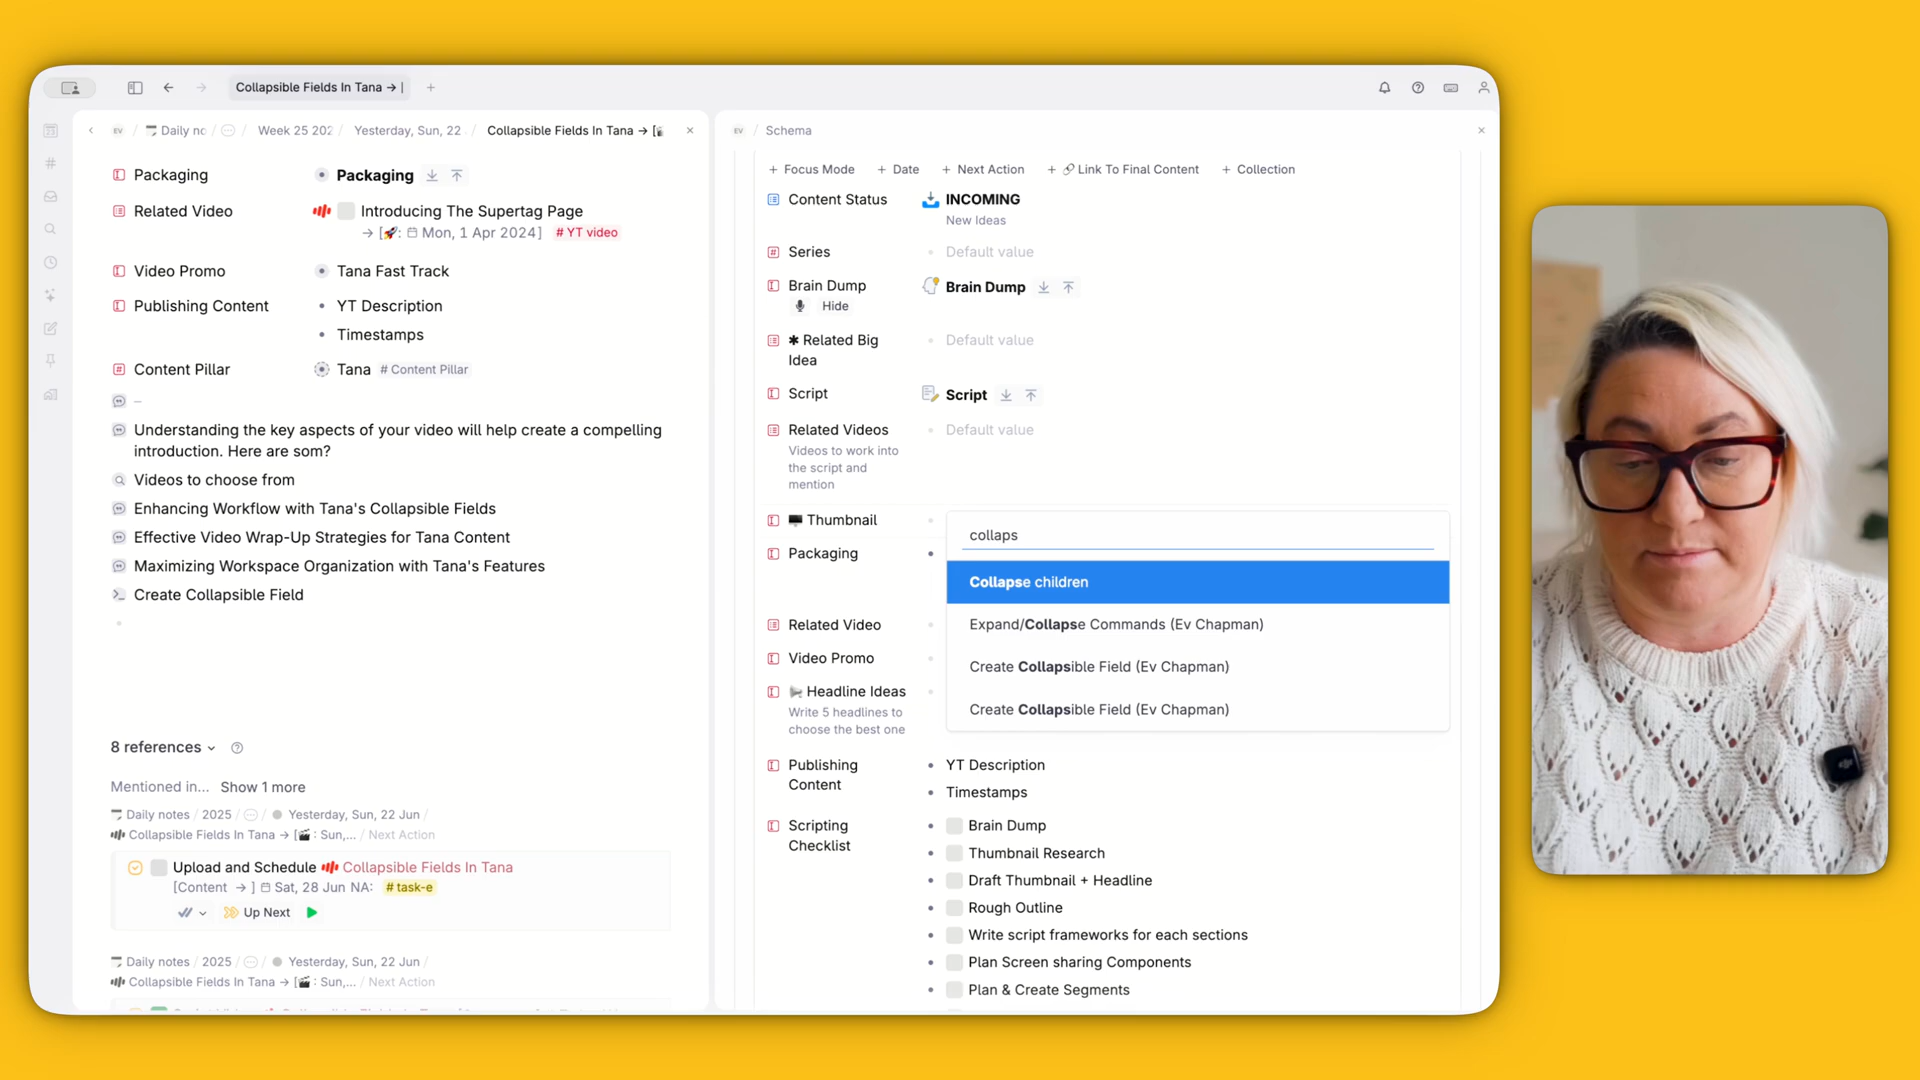 Collapsible Fields In Tana → |
EV / Daily no / Week 25 202 / Yesterday, Sun, 22 / Collapsible Fields In Tana → [
Packaging Packaging
Related Video Introducing The Supertag Page
→ [🚀: Mon, 1 Apr 2024] # YT video
Video Promo Tana Fast Track
Publishing Content YT Description
Timestamps
Content Pillar Tana # Content Pillar
–
Understanding the key aspects of your video will help create a compelling
introduction. Here are som?
Videos to choose from
Enhancing Workflow with Tana's Collapsible Fields
Effective Video Wrap-Up Strategies for Tana Content
Maximizing Workspace Organization with Tana's Features
Create Collapsible Field
8 references
Mentioned in... Show 1 more
Daily notes / 2025 / Yesterday, Sun, 22 Jun /
Collapsible Fields In Tana → [🎬 : Sun,... / Next Action
Upload and Schedule Collapsible Fields In Tana
[Content → ] Sat, 28 Jun NA: # task-e
Up Next
Daily notes / 2025 / Yesterday, Sun, 22 Jun /
Collapsible Fields In Tana → [🎬 : Sun,... / Next Action
EV / Schema
+ Focus Mode + Date + Next Action + 🔗 Link To Final Content + Collection
Content Status INCOMING
New Ideas
Series Default value
Brain Dump Brain Dump
Hide
✱ Related Big Default value
Idea
Script Script
Related Videos Default value
Videos to work into
the script and
mention
Thumbnail
collaps
Packaging
Collapse children
Related Video
Expand/Collapse Commands (Ev Chapman)
Video Promo
Create Collapsible Field (Ev Chapman)
Headline Ideas
Write 5 headlines to
choose the best one
Create Collapsible Field (Ev Chapman)
Publishing YT Description
Content
Timestamps
Scripting Brain Dump
Checklist
Thumbnail Research
Draft Thumbnail + Headline
Rough Outline
Write script frameworks for each sections
Plan Screen sharing Components
Plan & Create Segments